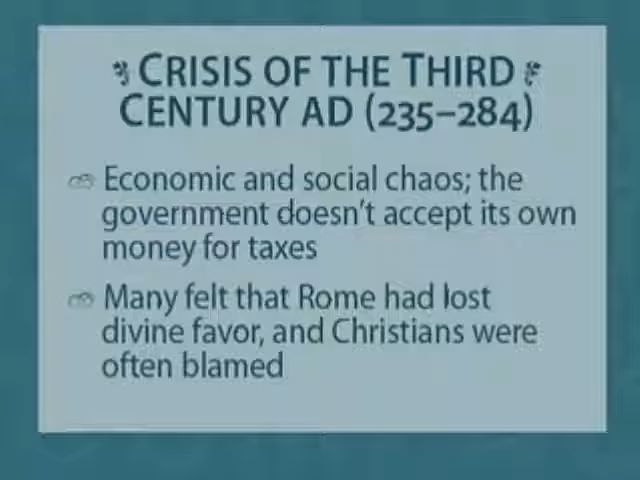 CRISIS OF THE THIRD
CENTURY AD (235–284)
Economic and social chaos; the
government doesn't accept its own
money for taxes
Many felt that Rome had lost
divine favor, and Christians were
often blamed